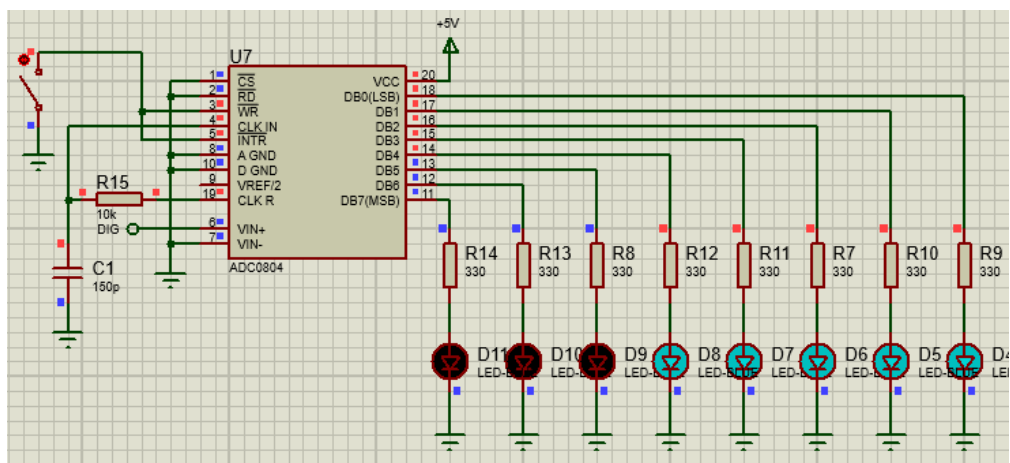 +5V
U7
1 CS VCC 20
2 RD DB0(LSB) 18
3 WR DB1 17
4 CLK IN DB2 16
5 INTR DB3 15
8 A GND DB4 14
10 D GND DB5 13
9 VREF/2 DB6 12
19 CLK R DB7(MSB) 11
6 VIN+
7 VIN-
ADC0804
R15
10k
DIG
C1
150p
R14 R13 R8 R12 R11 R7 R10 R9
330 330 330 330 330 330 330 330
D11 D10 D9 D8 D7 D6 D5 D4
LED-BLUE